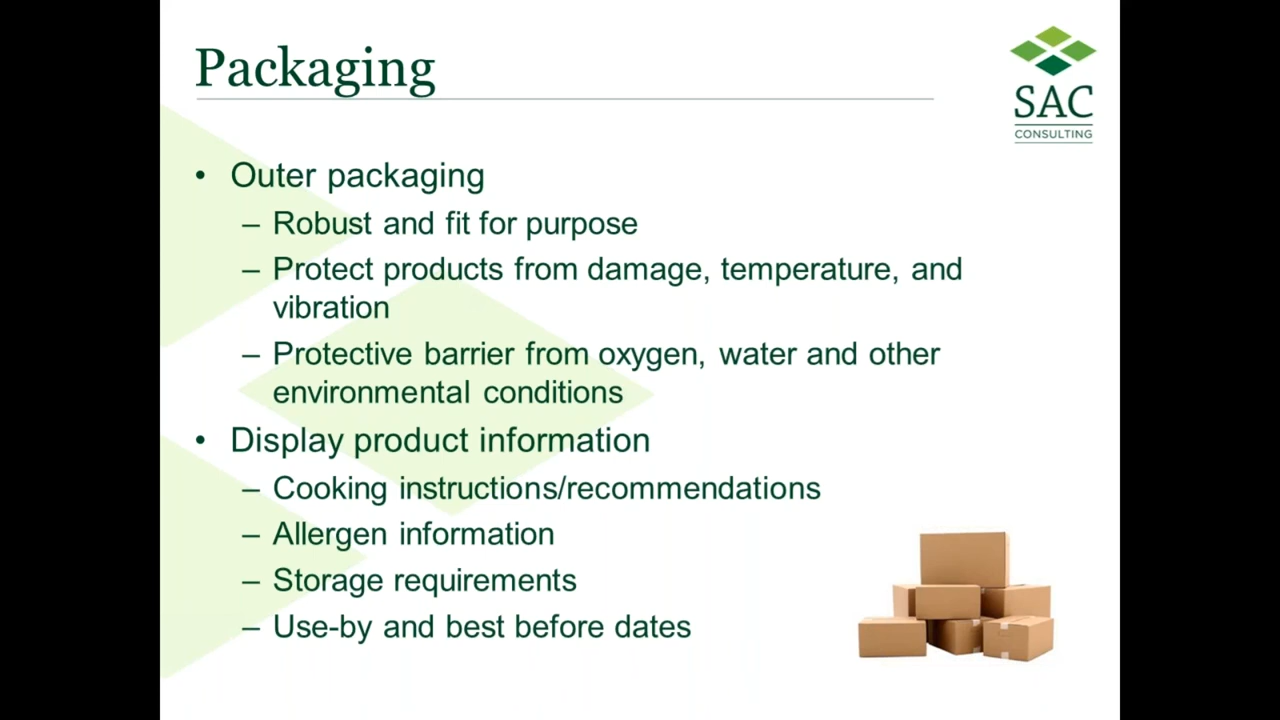 Packaging
SAC
CONSULTING
• Outer packaging
– Robust and fit for purpose
– Protect products from damage, temperature, and
vibration
– Protective barrier from oxygen, water and other
environmental conditions
• Display product information
– Cooking instructions/recommendations
– Allergen information
– Storage requirements
– Use-by and best before dates